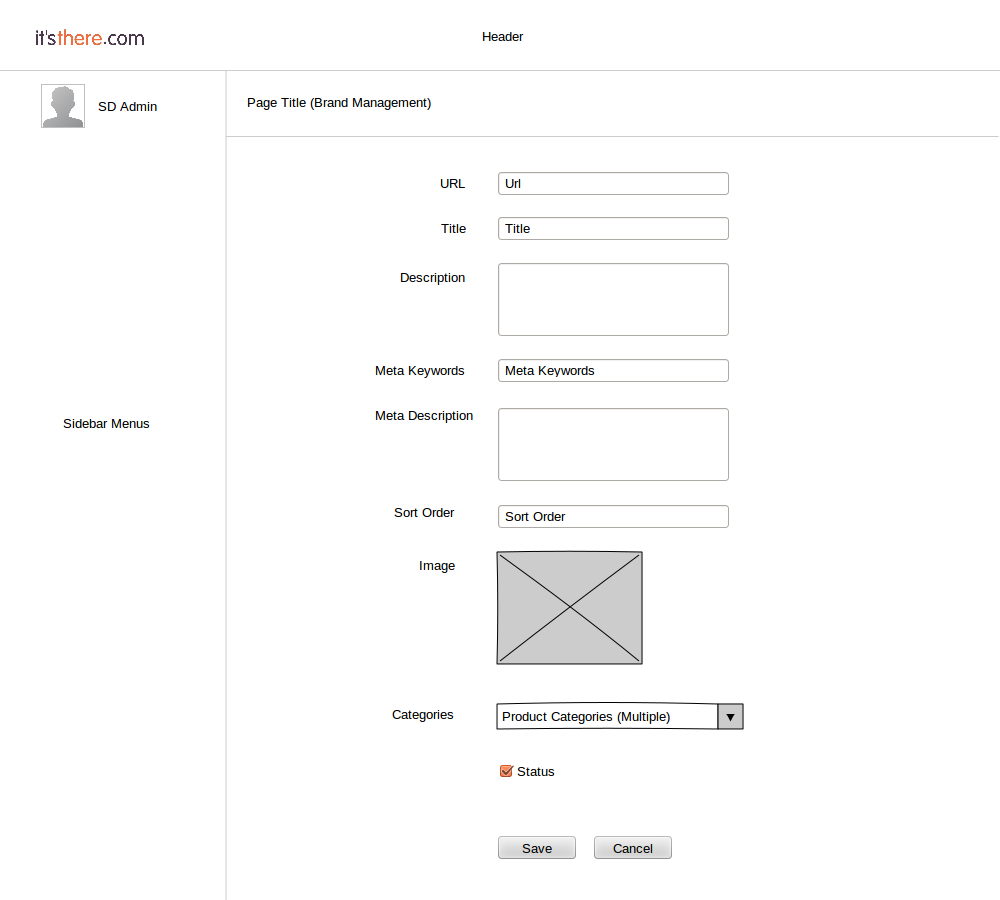 it'sthere.com
Header
SD Admin
Page Title (Brand Management)
URL
Url
Title
Title
Description
Meta Keywords
Meta Keywords
Meta Description
Sidebar Menus
Sort Order
Sort Order
Image
Categories
Product Categories (Multiple)
Status
Save
Cancel